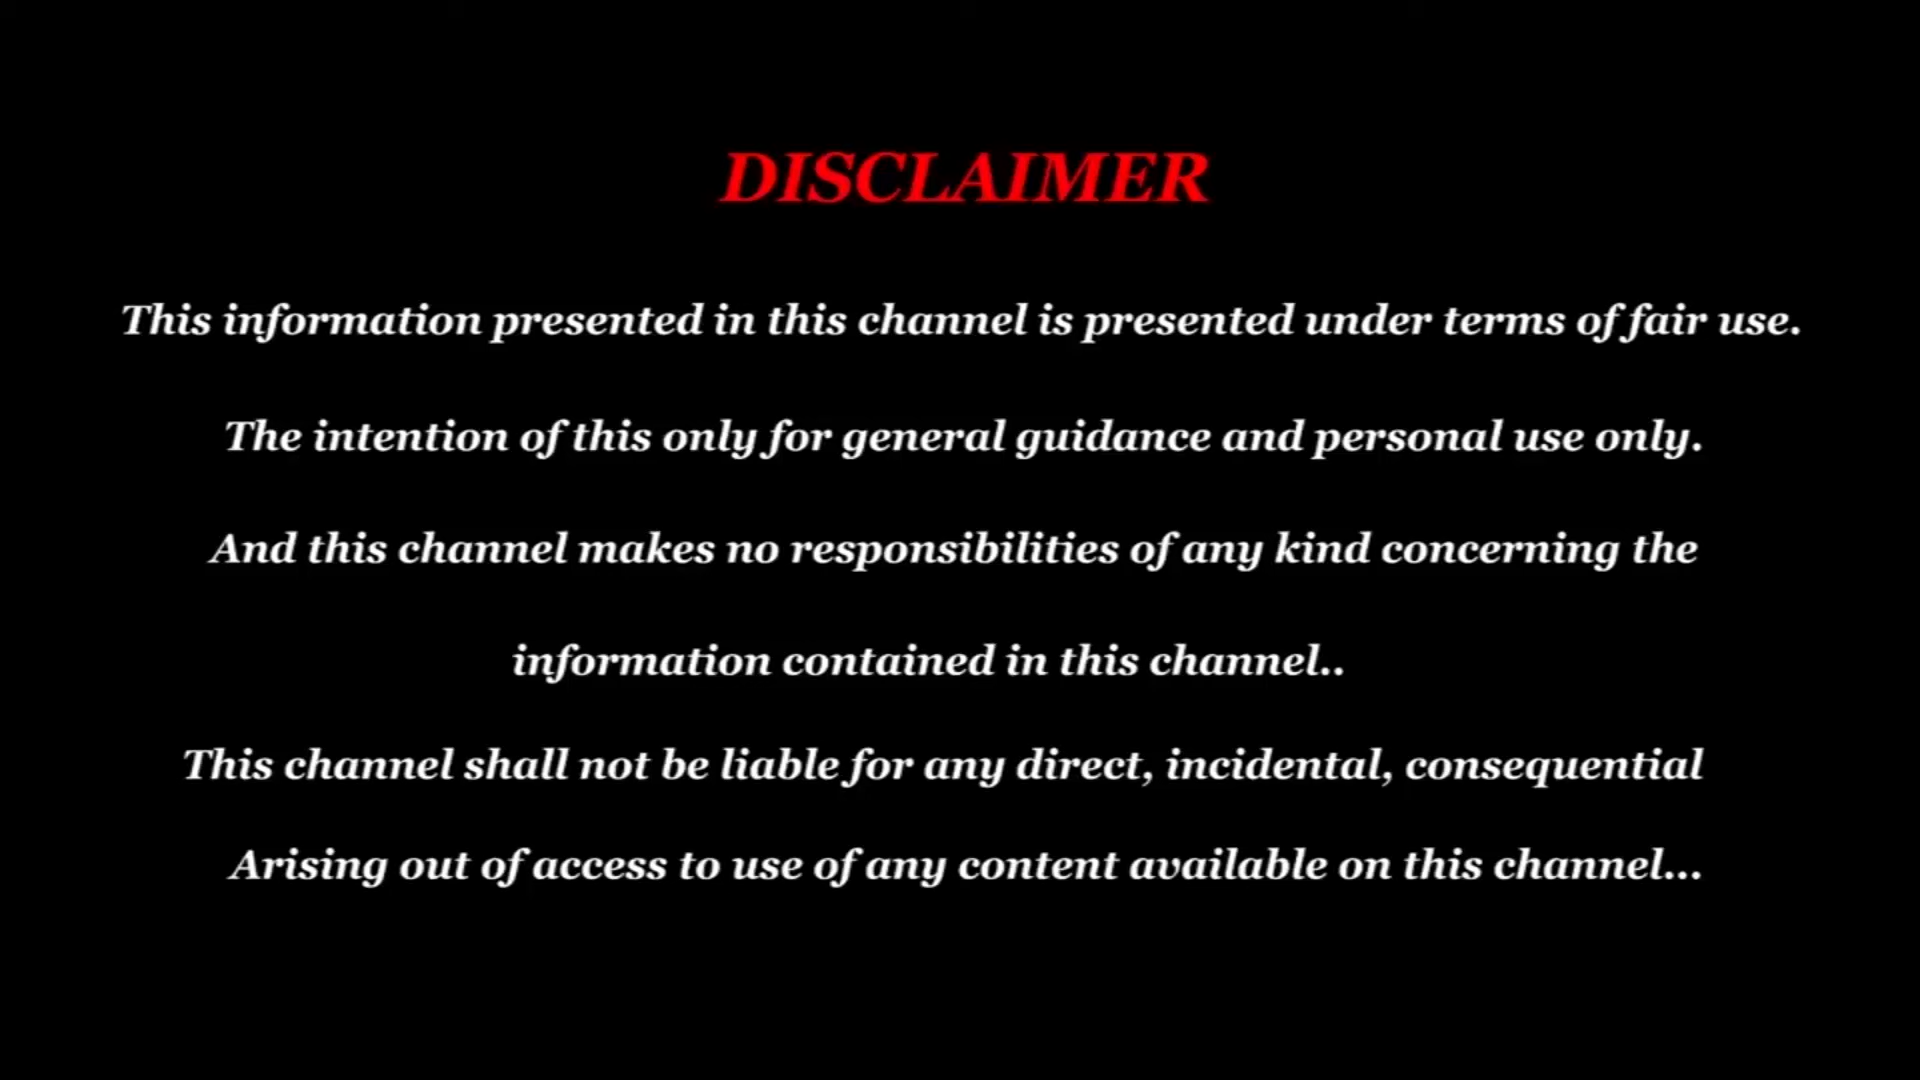 DISCLAIMER
This information presented in this channel is presented under terms of fair use.
The intention of this only for general guidance and personal use only.
And this channel makes no responsibilities of any kind concerning the
information contained in this channel..
This channel shall not be liable for any direct, incidental, consequential
Arising out of access to use of any content available on this channel...